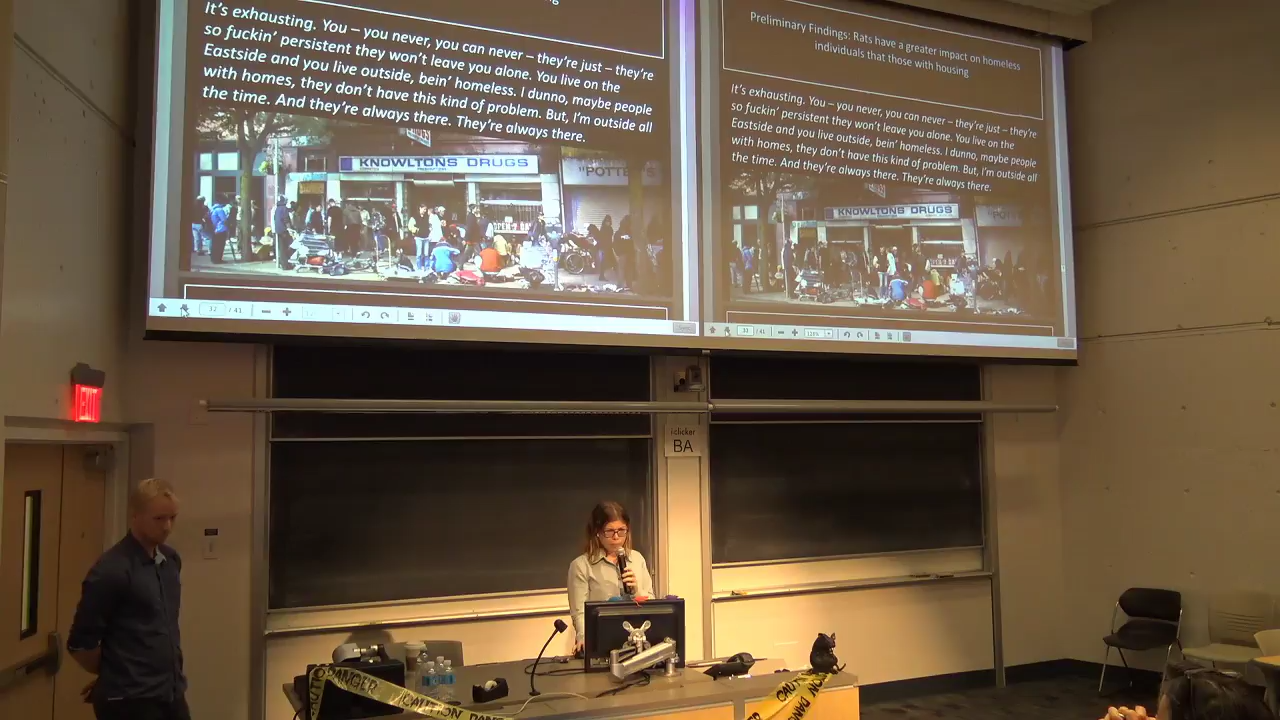 It's exhausting. You – you never, you can never – they're just – they're
so fuckin' persistent they won't leave you alone. You live on the
Eastside and you live outside, bein' homeless. I dunno, maybe people
with homes, they don't have this kind of problem. But, I'm outside all
the time. And they're always there. They're always there.
KNOWLTONS DRUGS
"POTTE
32 / 41
Preliminary Findings: Rats have a greater impact on homeless
individuals that those with housing
It's exhausting. You – you never, you can never – they're just – they're
so fuckin' persistent they won't leave you alone. You live on the
Eastside and you live outside, bein' homeless. I dunno, maybe people
with homes, they don't have this kind of problem. But, I'm outside all
the time. And they're always there. They're always there.
KNOWLTONS DRUGS
/ 41
EXIT
iclicker
BA
DANGER
CAUTION DAN